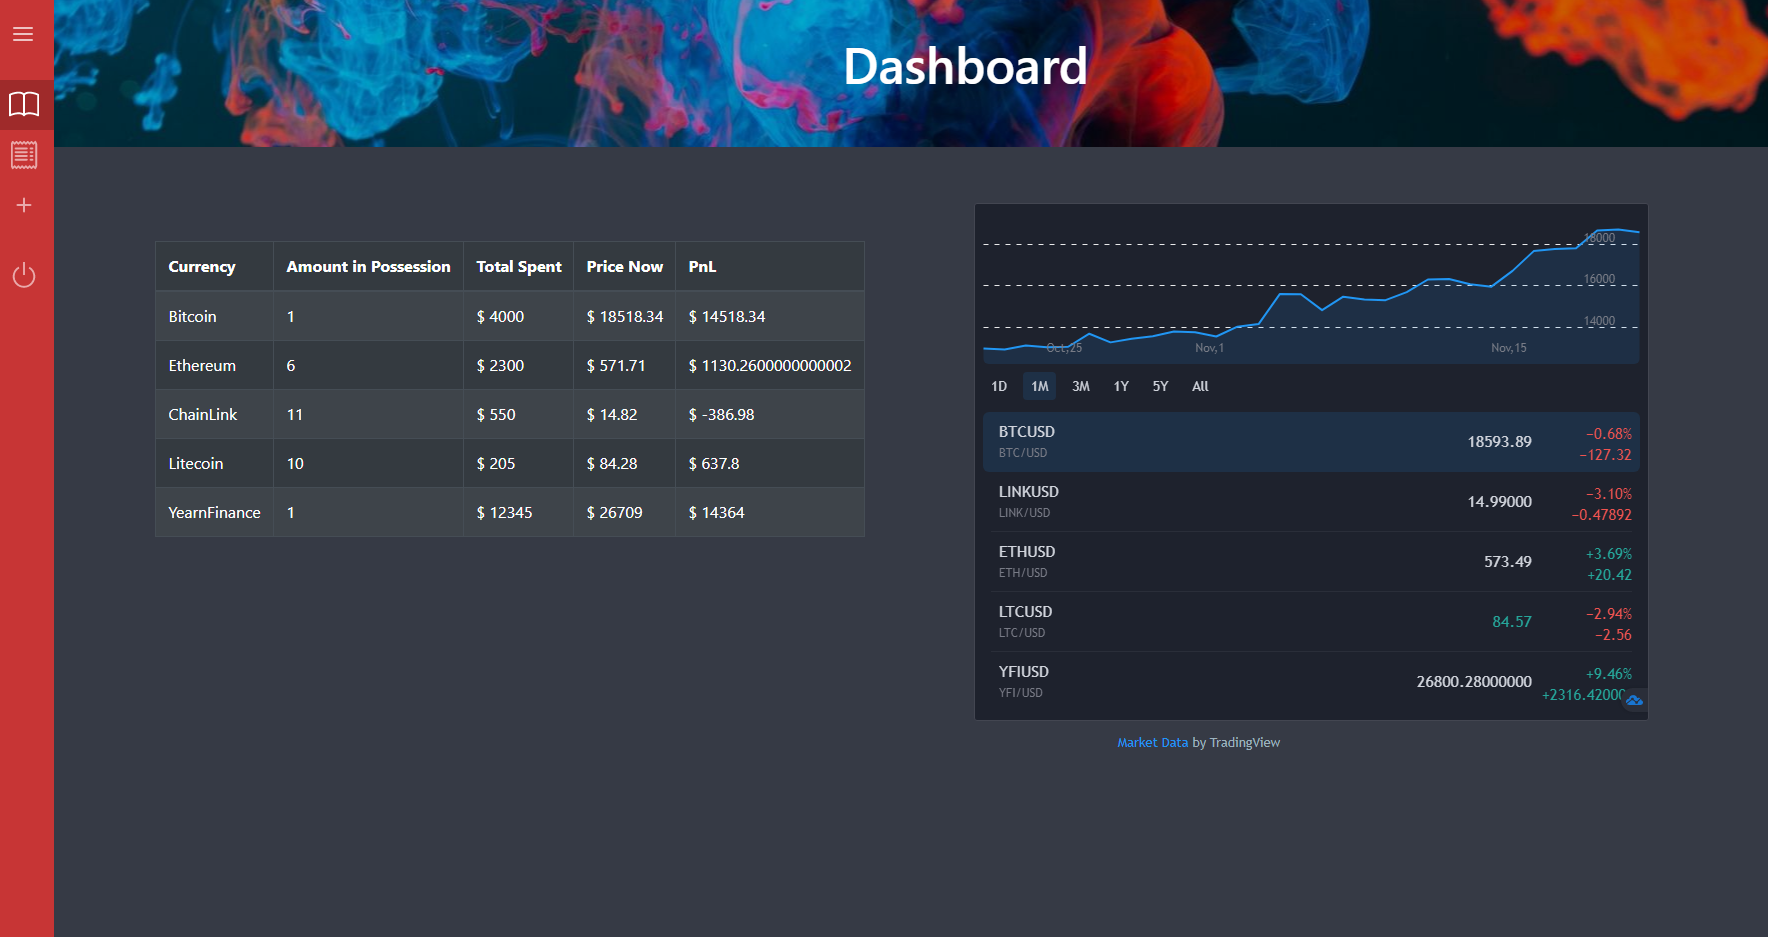 Dashboard
Currency Amount in Possession Total Spent Price Now PnL
Bitcoin 1 $ 4000 $ 18518.34 $ 14518.34
Ethereum 6 $ 2300 $ 571.71 $ 1130.2600000000002
ChainLink 11 $ 550 $ 14.82 $ -386.98
Litecoin 10 $ 205 $ 84.28 $ 637.8
YearnFinance 1 $ 12345 $ 26709 $ 14364
18000
16000
14000
Oct,25 Nov,1 Nov,15
1D 1M 3M 1Y 5Y All
BTCUSD 18593.89 −0.68%
BTC/USD −127.32
LINKUSD 14.99000 −3.10%
LINK/USD −0.47892
ETHUSD 573.49 +3.69%
ETH/USD +20.42
LTCUSD 84.57 −2.94%
LTC/USD −2.56
YFIUSD 26800.28000000 +9.46%
YFI/USD +2316.42000
Market Data by TradingView